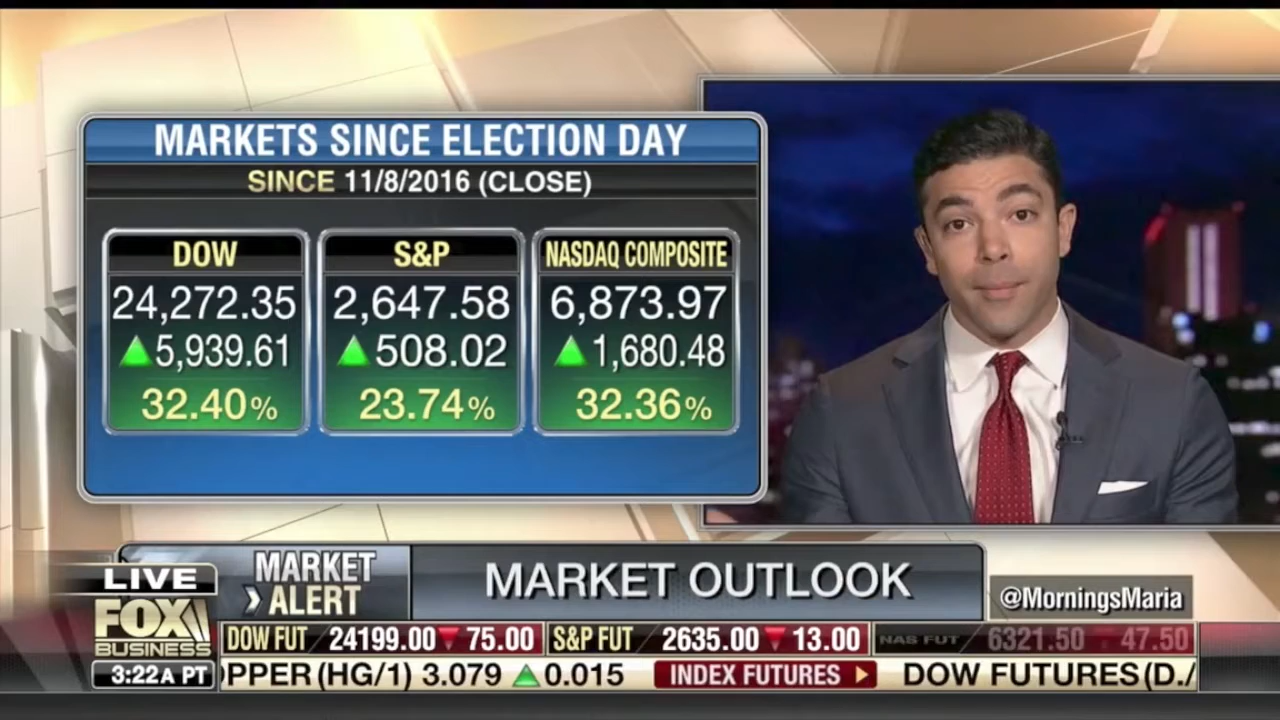 MARKETS SINCE ELECTION DAY
SINCE 11/8/2016 (CLOSE)
DOW
24,272.35
▲5,939.61
32.40%
S&P
2,647.58
▲508.02
23.74%
NASDAQ COMPOSITE
6,873.97
▲1,680.48
32.36%
MARKET ALERT
MARKET OUTLOOK
@MorningsMaria
LIVE
FOX
BUSINESS
3:22A PT
DOW FUT 24199.00 ▼ 75.00
S&P FUT 2635.00 ▼ 13.00
NAS FUT 6321.50 ▼ 47.50
OPPER (HG/1) 3.079 ▲0.015
INDEX FUTURES
DOW FUTURES (D./